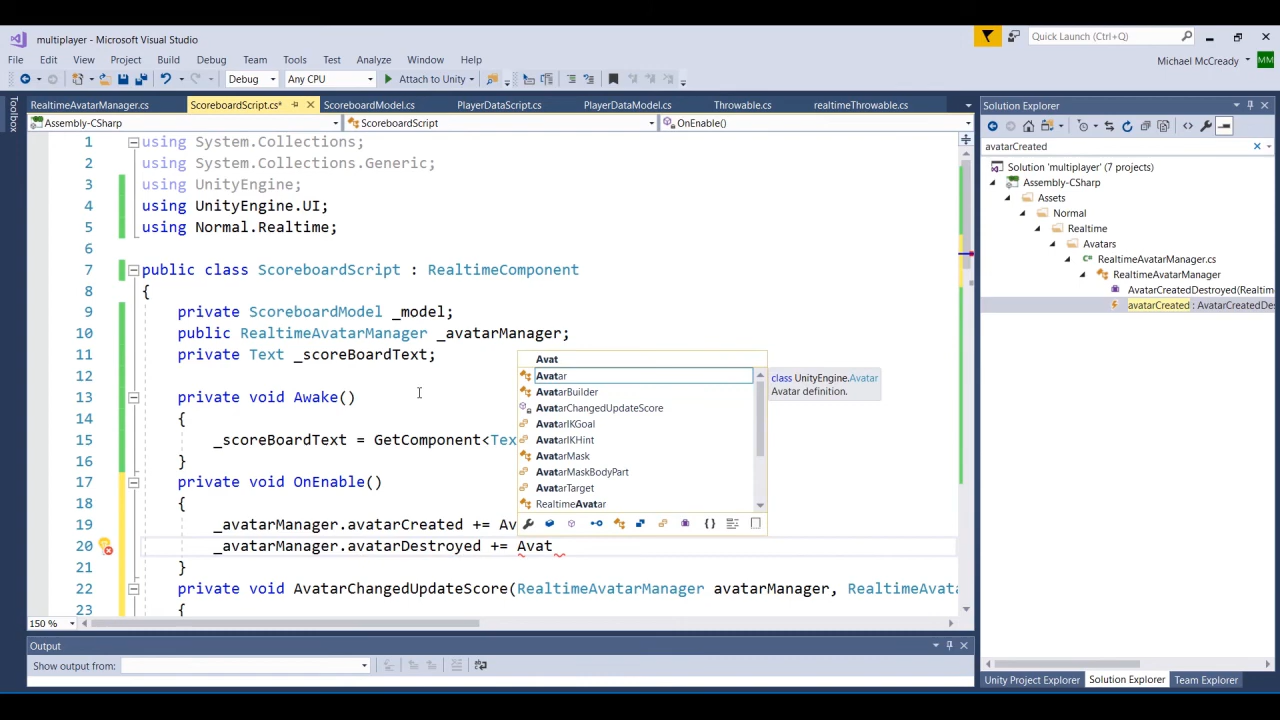 multiplayer - Microsoft Visual Studio
Quick Launch (Ctrl+Q)
File Edit View Project Build Debug Team Tools Test Analyze Window Help
Michael McCready MM
Debug Any CPU Attach to Unity
Toolbox
RealtimeAvatarManager.cs ScoreboardScript.cs* ScoreboardModel.cs PlayerDataScript.cs PlayerDataModel.cs Throwable.cs realtimeThrowable.cs
Assembly-CSharp ScoreboardScript OnEnable()
1 using System.Collections;
2 using System.Collections.Generic;
3 using UnityEngine;
4 using UnityEngine.UI;
5 using Normal.Realtime;
6
7 public class ScoreboardScript : RealtimeComponent
8 {
9 private ScoreboardModel _model;
10 public RealtimeAvatarManager _avatarManager;
11 private Text _scoreBoardText;
12
13 private void Awake()
14 {
15 _scoreBoardText = GetComponent<Tex
16 }
17 private void OnEnable()
18 {
19 _avatarManager.avatarCreated += Av
20 _avatarManager.avatarDestroyed += Avat
21 }
22 private void AvatarChangedUpdateScore(RealtimeAvatarManager avatarManager, RealtimeAvata
23 {
Avat
Avatar
AvatarBuilder
AvatarChangedUpdateScore
AvatarIKGoal
AvatarIKHint
AvatarMask
AvatarMaskBodyPart
AvatarTarget
RealtimeAvatar
class UnityEngine.Avatar
Avatar definition.
150 %
Output
Show output from:
Solution Explorer
avatarCreated
Solution 'multiplayer' (7 projects)
Assembly-CSharp
Assets
Normal
Realtime
Avatars
RealtimeAvatarManager.cs
RealtimeAvatarManager
AvatarCreatedDestroyed(Realtim
avatarCreated : AvatarCreatedDes
Unity Project Explorer Solution Explorer Team Explorer